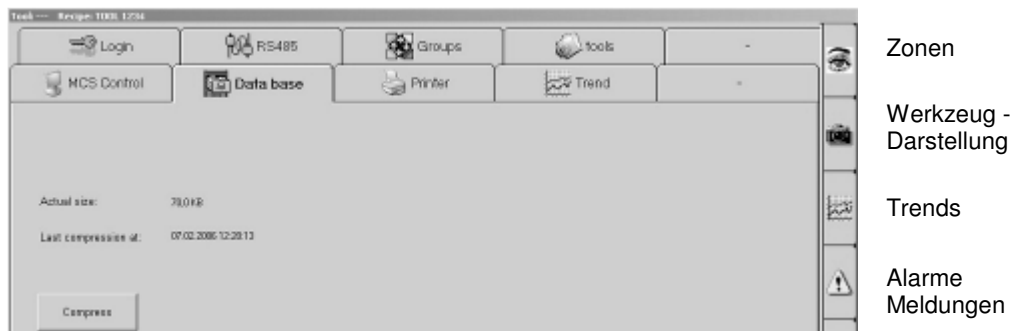 Tool: --- Recipe: TOOL 1234
Login RS485 Groups tools -
MCS Control Data base Printer Trend -
Actual size: 78,0 KB
Last compression at: 07.02.2006 12:28:13
Compress
Zonen
Werkzeug -
Darstellung
Trends
Alarme
Meldungen